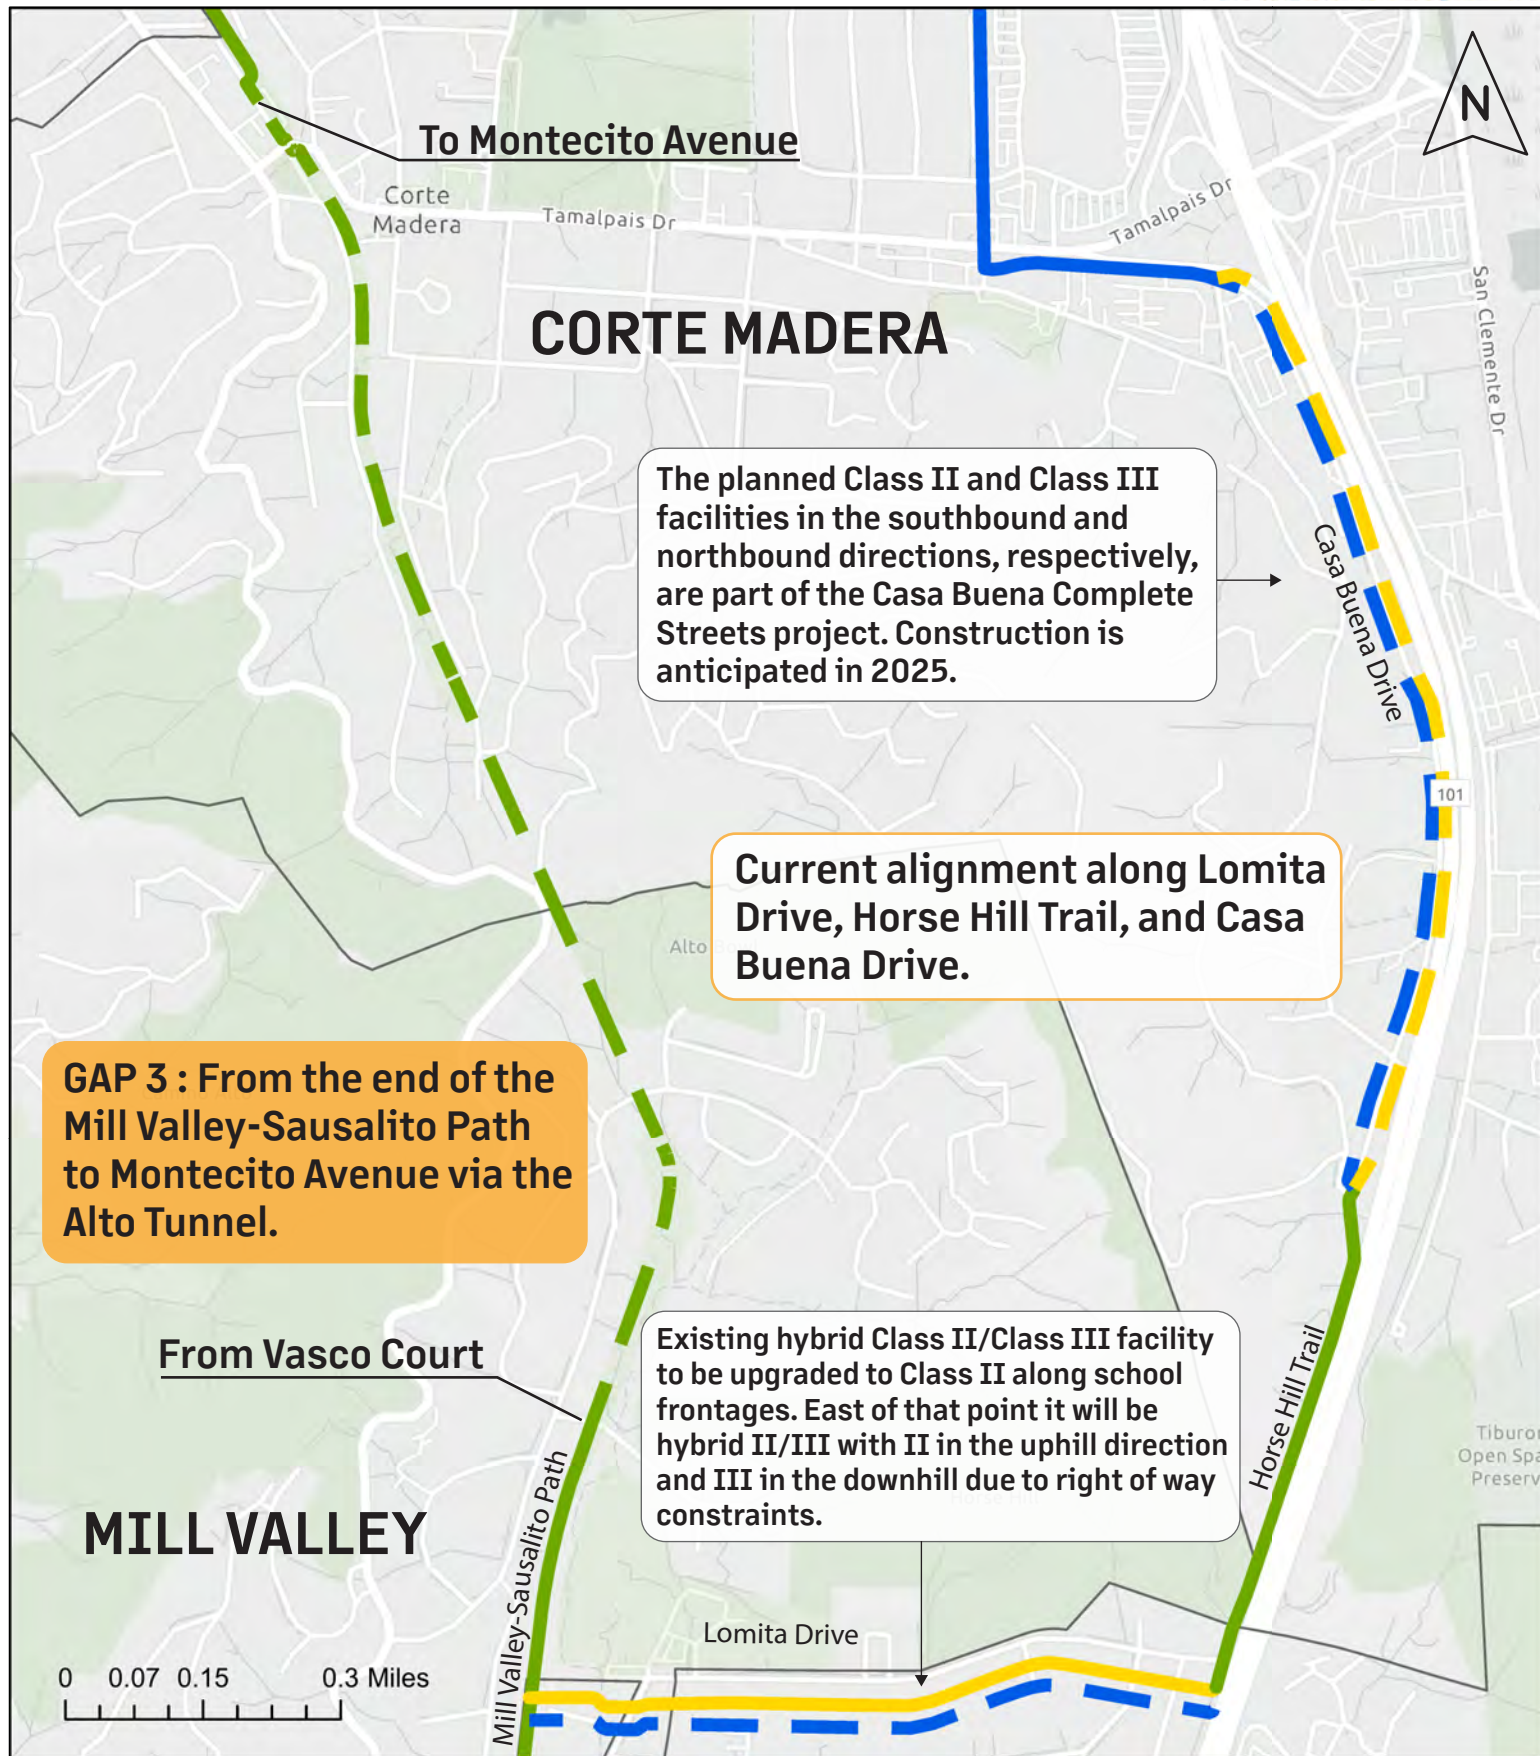 N
To Montecito Avenue
Corte
Madera
Tamalpais Dr
Tamalpais Dr
San Clemente Dr
CORTE MADERA
The planned Class II and Class III
facilities in the southbound and
northbound directions, respectively,
are part of the Casa Buena Complete
Streets project. Construction is
anticipated in 2025.
Casa Buena Drive
101
Current alignment along Lomita
Drive, Horse Hill Trail, and Casa
Buena Drive.
Alto
GAP 3 : From the end of the
Mill Valley-Sausalito Path
to Montecito Avenue via the
Alto Tunnel.
From Vasco Court
Existing hybrid Class II/Class III facility
to be upgraded to Class II along school
frontages. East of that point it will be
hybrid II/III with II in the uphill direction
and III in the downhill due to right of way
constraints.
Horse Hill Trail
Tiburon
Open Spa
Preserv
MILL VALLEY
Mill Valley-Sausalito Path
Lomita Drive
0 0.07 0.15 0.3 Miles